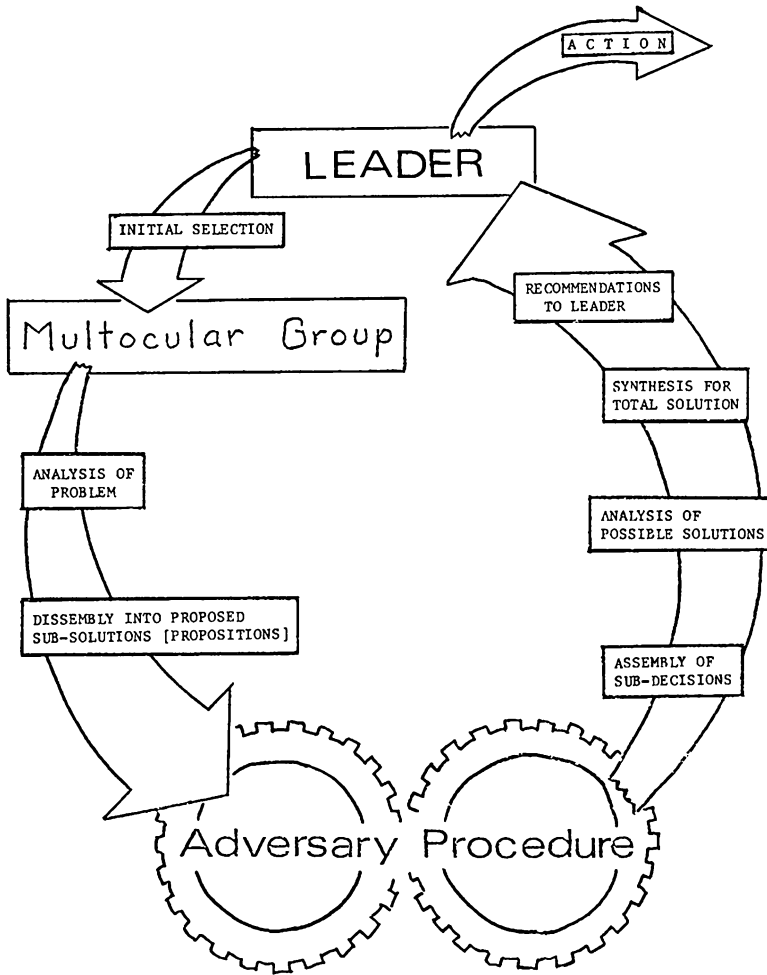 ACTION
LEADER
INITIAL SELECTION
Multocular Group
ANALYSIS OF
PROBLEM
DISSEMBLY INTO PROPOSED
SUB-SOLUTIONS [PROPOSITIONS]
Adversary Procedure
ASSEMBLY OF
SUB-DECISIONS
ANALYSIS OF
POSSIBLE SOLUTIONS
SYNTHESIS FOR
TOTAL SOLUTION
RECOMMENDATIONS
TO LEADER